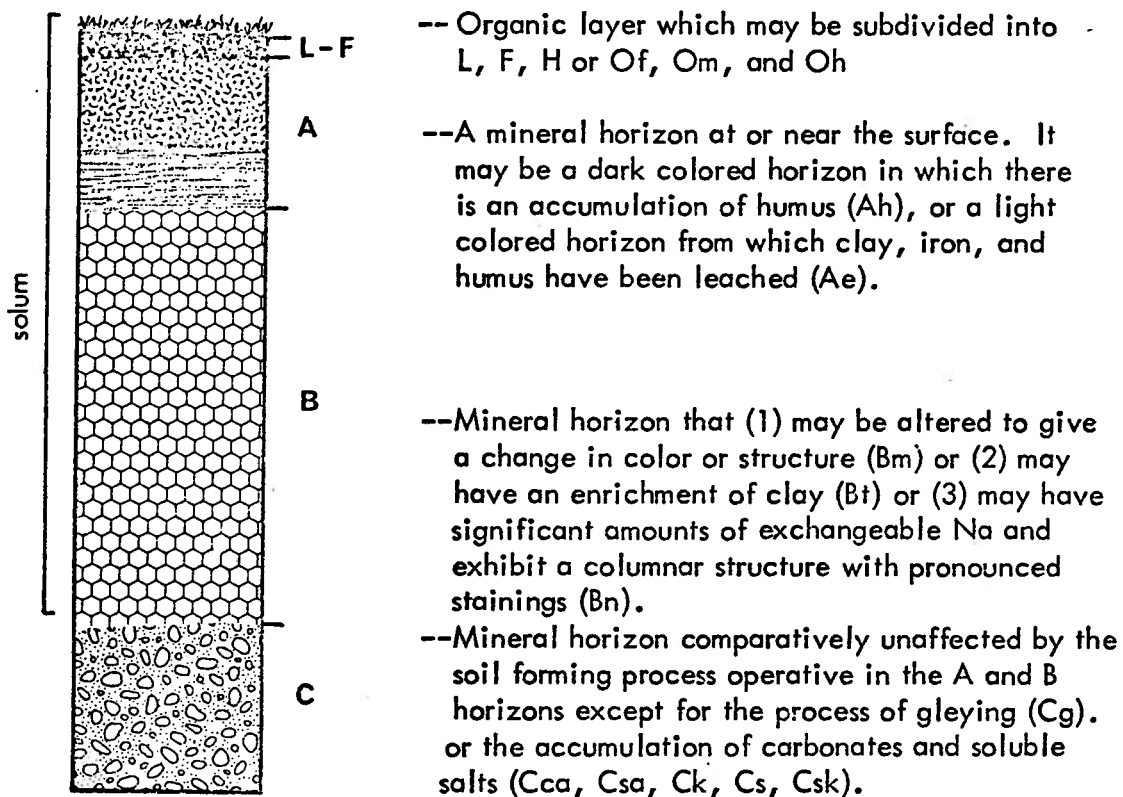 -- Organic layer which may be subdivided into
L, F, H or Of, Om, and Oh
L-F
A
--A mineral horizon at or near the surface. It
may be a dark colored horizon in which there
is an accumulation of humus (Ah), or a light
colored horizon from which clay, iron, and
humus have been leached (Ae).
solum
B
--Mineral horizon that (1) may be altered to give
a change in color or structure (Bm) or (2) may
have an enrichment of clay (Bt) or (3) may have
significant amounts of exchangeable Na and
exhibit a columnar structure with pronounced
stainings (Bn).
C
--Mineral horizon comparatively unaffected by the
soil forming process operative in the A and B
horizons except for the process of gleying (Cg).
or the accumulation of carbonates and soluble
salts (Cca, Csa, Ck, Cs, Csk).